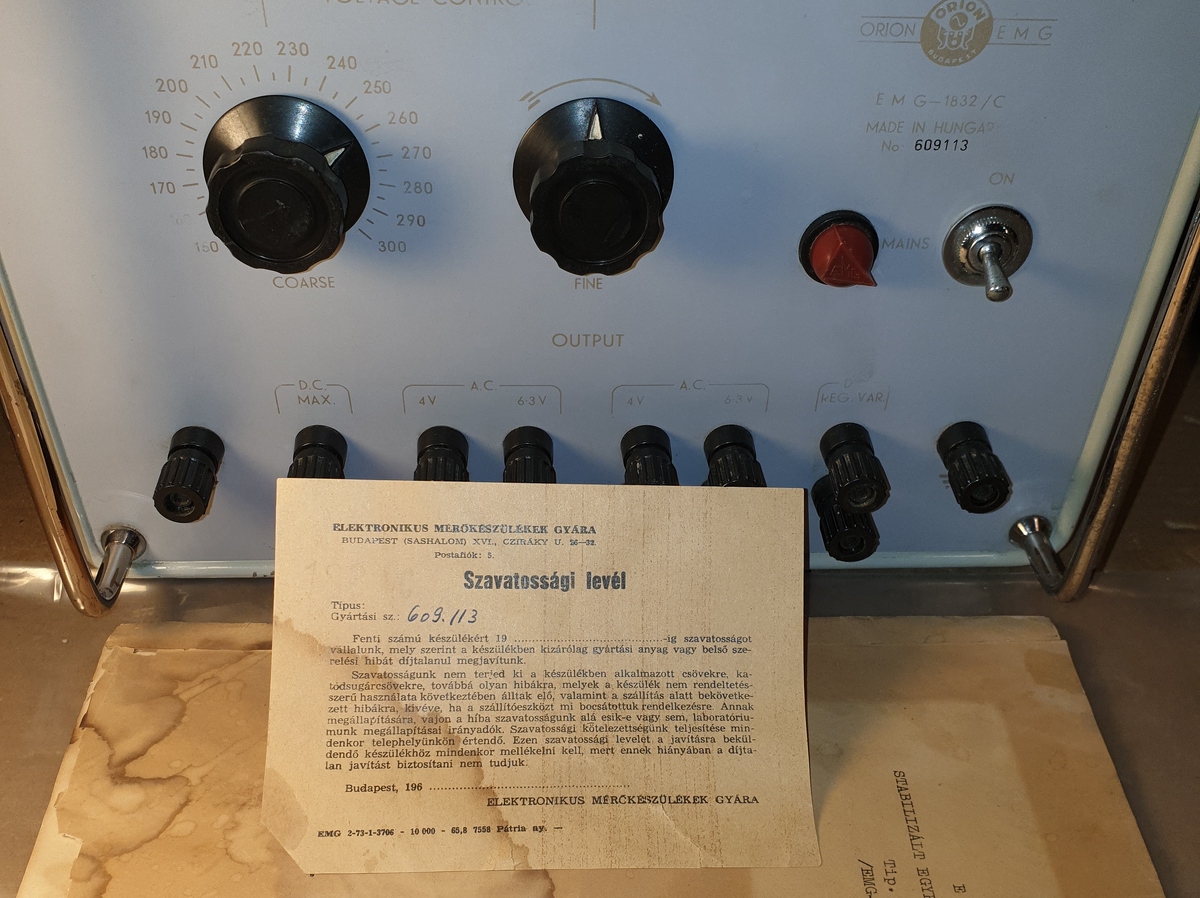 VOLTAGE CONTRO
ORION
ORION EMG
BUDAPEST
EMG-1832/C
MADE IN HUNGAR
No: 609113
150 170 180 190 200 210 220 230 240 250 260 270 280 290 300
COARSE
FINE
ON
MAINS
OUTPUT
D.C.
MAX.
A.C.
4V 6·3V
A.C.
4V 6·3V
REG. VAR.
ELEKTRONIKUS MÉRŐKÉSZÜLÉKEK GYÁRA
BUDAPEST (SASHALOM) XVI., CZIRÁKY U. 26—32.
Postafiók: 5.
Szavatossági levél
Típus:
Gyártási sz.: 609.113
Fenti számú készülékért 19 ........................................-ig szavatosságot
vállalunk, mely szerint a készülékben kizárólag gyártási anyag vagy belső sze-
relési hibát díjtalanul megjavítunk.
Szavatosságunk nem terjed ki a készülékben alkalmazott csövekre, ka-
tódsugárcsövekre, továbbá olyan hibákra, melyek a készülék nem rendeltetés-
szerű használata következtében álltak elő, valamint a szállítás alatt bekövetke-
zett hibákra, kivéve, ha a szállítóeszközt mi bocsátottuk rendelkezésre. Annak
megállapítására, vajon a hiba szavatosságunk alá esik-e vagy sem, laboratóriu-
munk megállapításai irányadók. Szavatossági kötelezettségünk teljesítése min-
denkor telephelyünkön értendő. Ezen szavatossági levelet a javításra bekül-
dendő készülékhöz mindenkor mellékelni kell, mert ennek hiányában a díjta-
lan javítást biztosítani nem tudjuk.
Budapest, 196 ........................................
ELEKTRONIKUS MÉRŐKÉSZÜLÉKEK GYÁRA
EMG 2-73-1-3706 - 10 000 - 65,8 7558 Pátria ny. —
STABILIZÁLT EGYE
Tip.
/EMG-
E